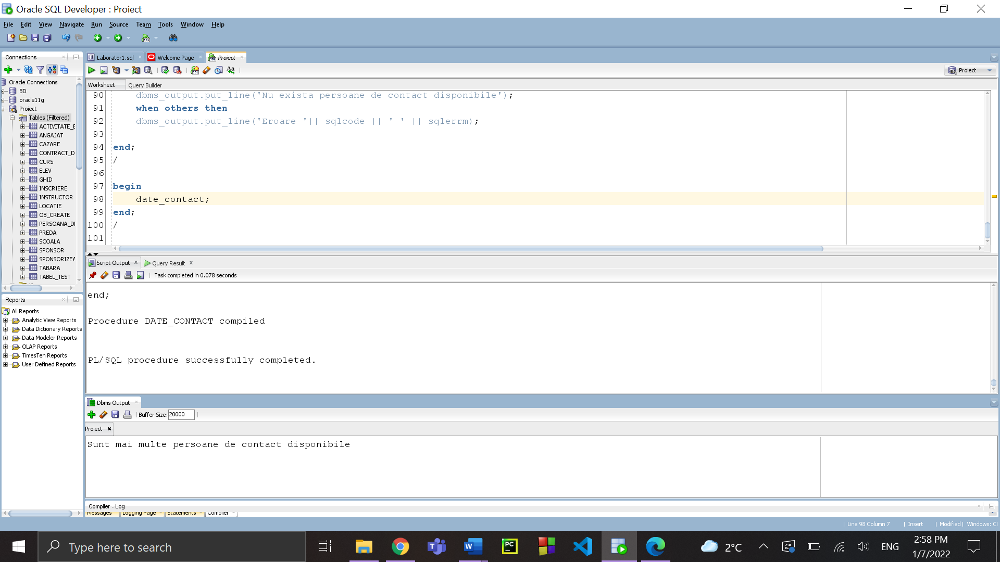 Oracle SQL Developer : Proiect
File Edit View Navigate Run Source Team Tools Window Help
Connections
Oracle Connections
BD
oracle11g
Proiect
Tables (Filtered)
ACTIVITATE_E
ANGAJAT
CAZARE
CONTRACT_D
CURS
ELEV
GHID
INSCRIERE
INSTRUCTOR
LOCATIE
OB_CREATE
PERSOANA_DI
PREDA
SCOALA
SPONSOR
SPONSORIZEA
TABARA
TABEL_TEST
Reports
All Reports
Analytic View Reports
Data Dictionary Reports
Data Modeler Reports
OLAP Reports
TimesTen Reports
User Defined Reports
Laborator1.sql Welcome Page Proiect
Proiect
Worksheet Query Builder
90 dbms_output.put_line('Nu exista persoane de contact disponibile');
91 when others then
92 dbms_output.put_line('Eroare '|| sqlcode || ' ' || sqlerrm);
93
94 end;
95 /
96
97 begin
98 date_contact;
99 end;
100 /
101
Script Output Query Result
Task completed in 0.078 seconds
end;
Procedure DATE_CONTACT compiled
PL/SQL procedure successfully completed.
Dbms Output
Buffer Size: 20000
Proiect
Sunt mai multe persoane de contact disponibile
Compiler - Log
Messages Logging Page Statements Compiler
Line 98 Column 7 Insert Modified Windows: Cl
Type here to search
2°C ENG 2:58 PM
1/7/2022